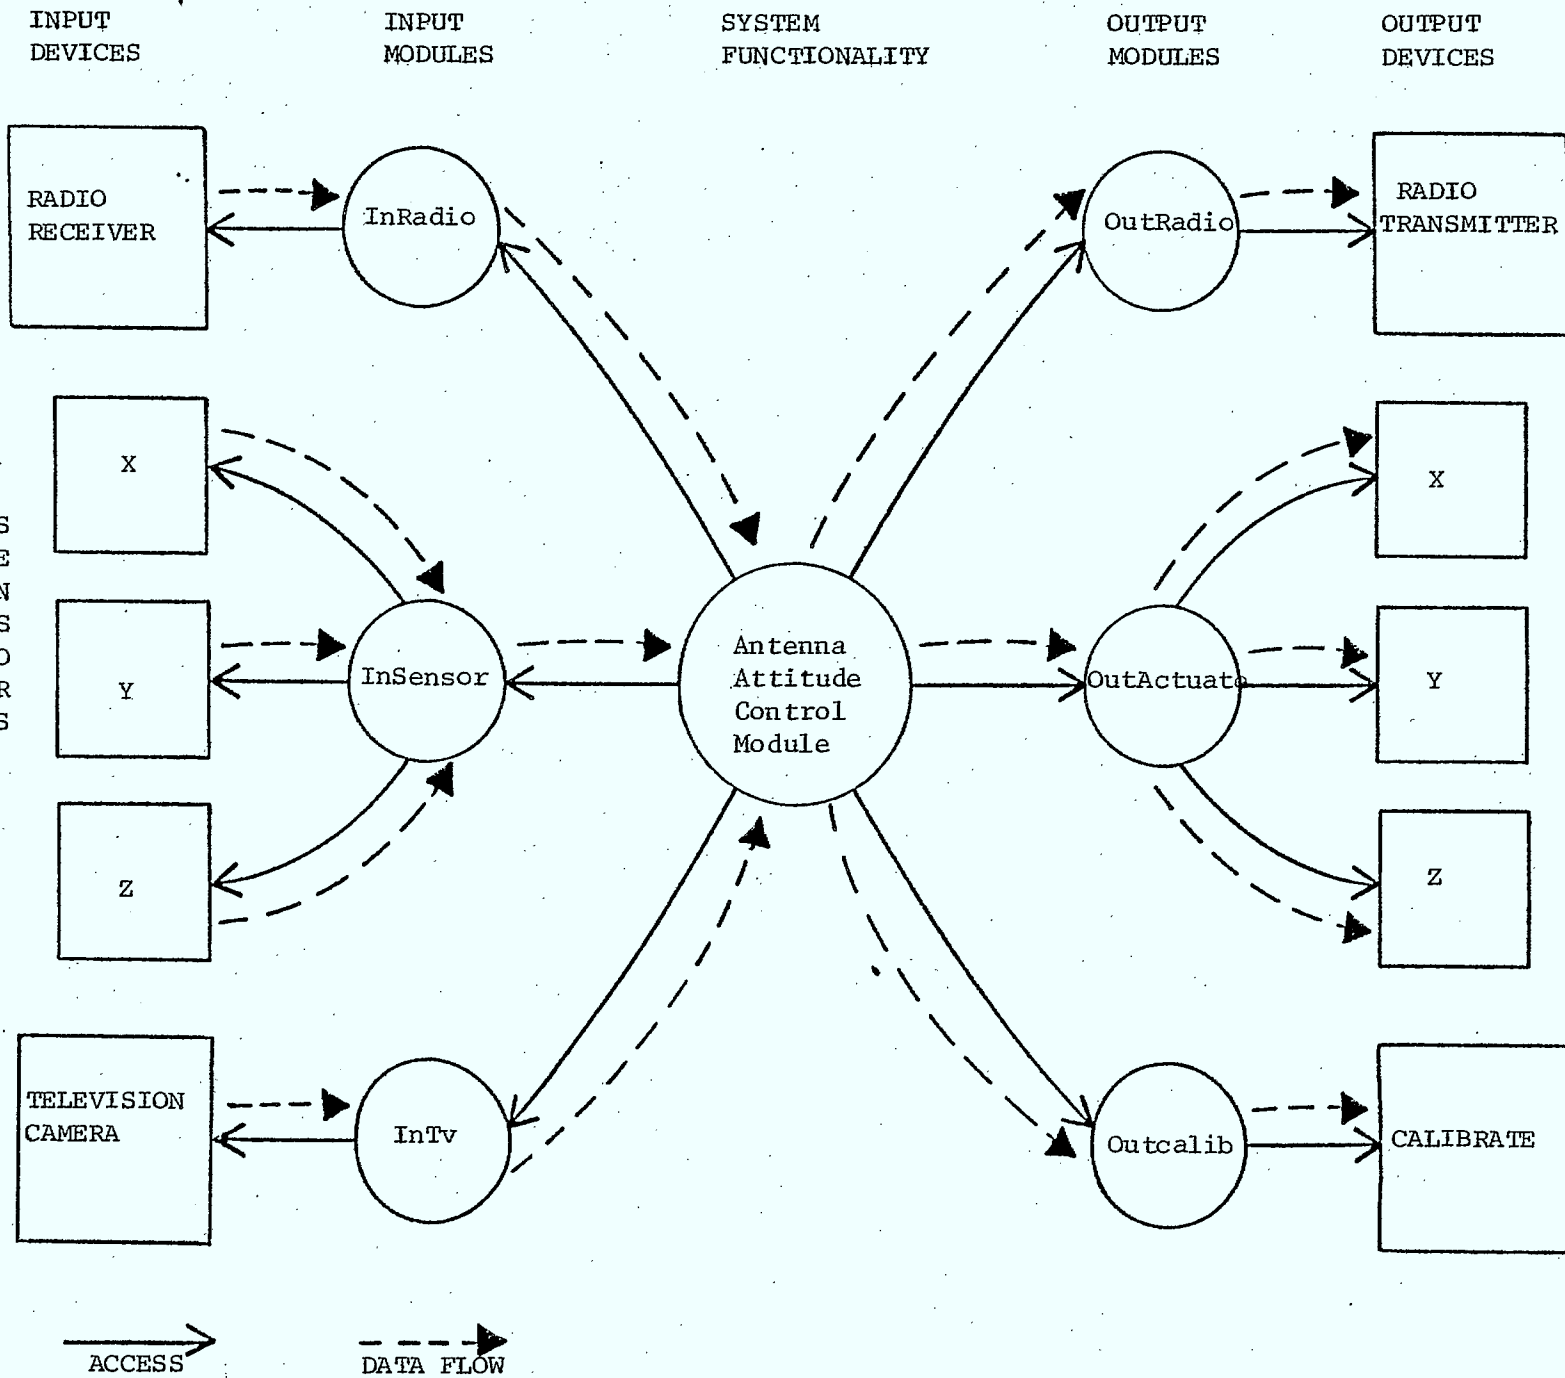 INPUT
DEVICES
INPUT
MODULES
SYSTEM
FUNCTIONALITY
OUTPUT
MODULES
OUTPUT
DEVICES
RADIO
RECEIVER
InRadio
OutRadio
RADIO
TRANSMITTER
S
E
N
S
O
R
S
X
Y
Z
InSensor
Antenna
Attitude
Control
Module
OutActuato
X
Y
Z
TELEVISION
CAMERA
InTv
Outcalib
CALIBRATE
ACCESS
DATA FLOW